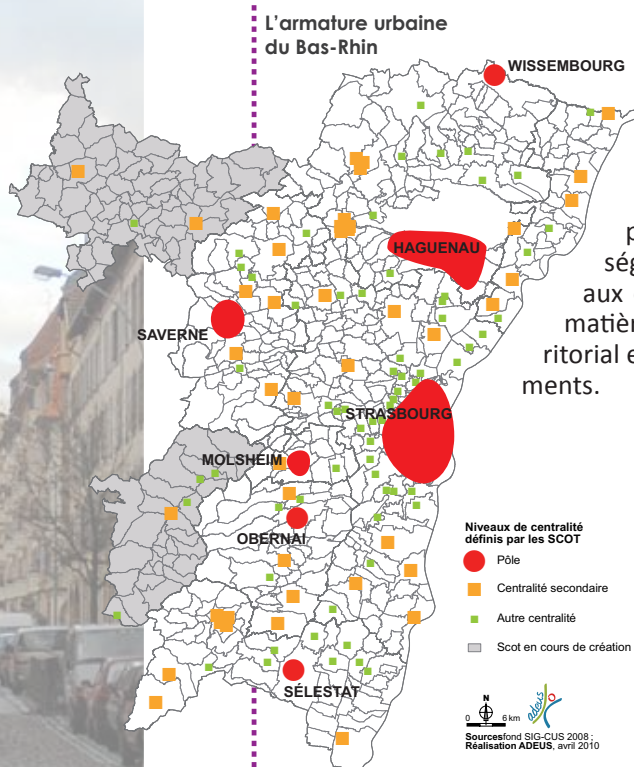 L'armature urbaine
du Bas-Rhin
WISSEMBOURG
HAGUENAU
SAVERNE
STRASBOURG
MOLSHEIM
OBERNAI
SÉLESTAT
p
ség
aux
matièr
ritorial e
ments.
Niveaux de centralité
définis par les SCOT
Pôle
Centralité secondaire
Autre centralité
Scot en cours de création
N
0 6 km
adeus
Sourcesfond SIG-CUS 2008 ;
Réalisation ADEUS, avril 2010